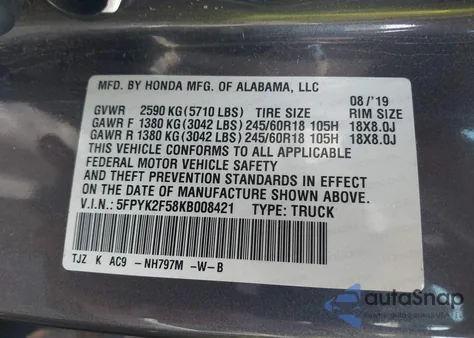 MFD. BY HONDA MFG. OF ALABAMA, LLC
08/'19
GVWR 2590 KG(5710 LBS) TIRE SIZE RIM SIZE
GAWR F 1380 KG(3042 LBS) 245/60R18 105H 18X8.0J
GAWR R 1380 KG(3042 LBS) 245/60R18 105H 18X8.0J
THIS VEHICLE CONFORMS TO ALL APPLICABLE
FEDERAL MOTOR VEHICLE SAFETY
AND THEFT PREVENTION STANDARDS IN EFFECT
ON THE DATE OF MANUFACTURE SHOWN ABOVE.
V.I.N.: 5FPYK2F58KB008421 TYPE: TRUCK
TJZ K AC9 -NH797M -W-B
autoSnap